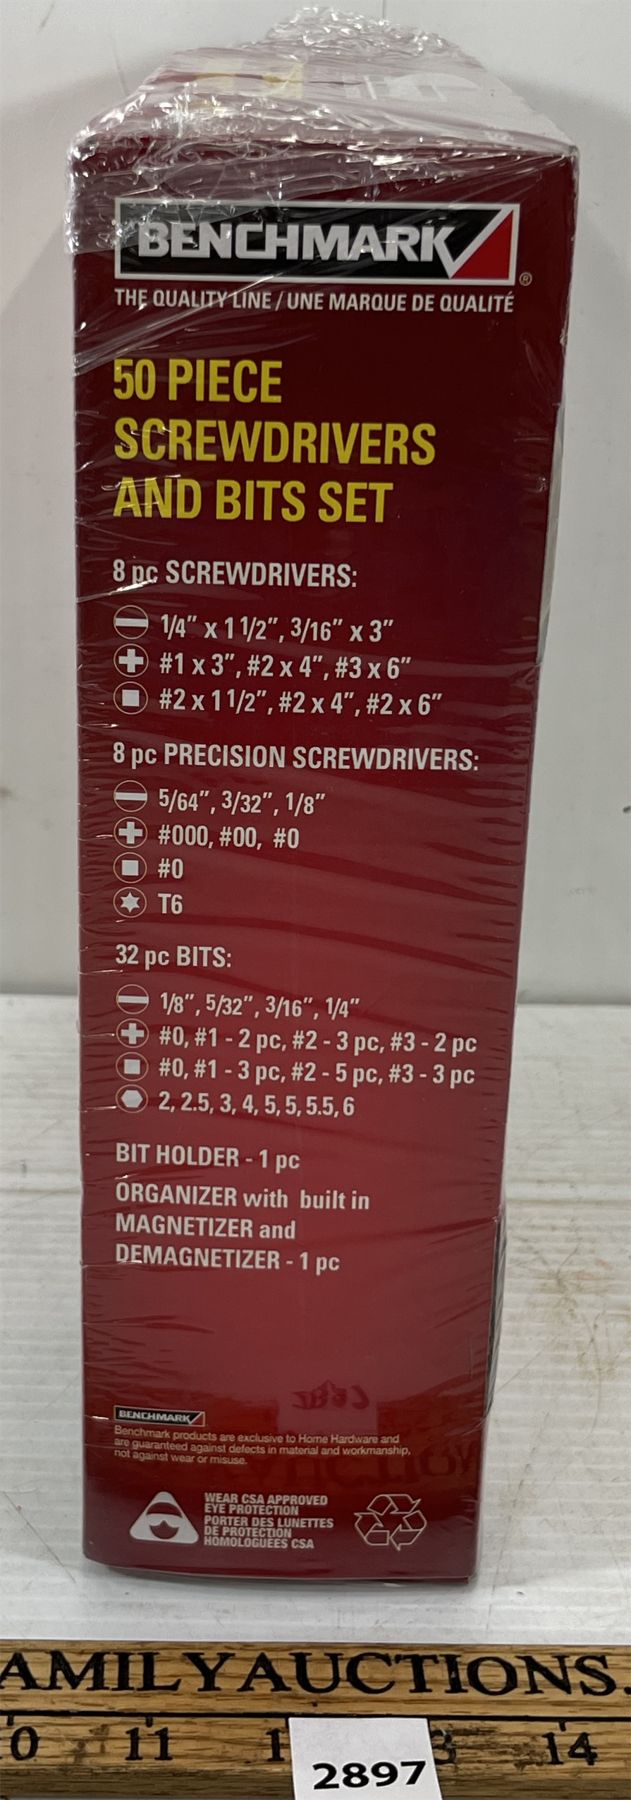 BENCHMARK
®
THE QUALITY LINE / UNE MARQUE DE QUALITÉ
50 PIECE
SCREWDRIVERS
AND BITS SET
8 pc SCREWDRIVERS:
1/4" x 1 1/2", 3/16" x 3"
#1 x 3", #2 x 4", #3 x 6"
#2 x 1 1/2", #2 x 4", #2 x 6"
8 pc PRECISION SCREWDRIVERS:
5/64", 3/32", 1/8"
#000, #00, #0
#0
T6
32 pc BITS:
1/8", 5/32", 3/16", 1/4"
#0, #1 - 2 pc, #2 - 3 pc, #3 - 2 pc
#0, #1 - 3 pc, #2 - 5 pc, #3 - 3 pc
2, 2.5, 3, 4, 5, 5, 5.5, 6
BIT HOLDER - 1 pc
ORGANIZER with built in
MAGNETIZER and
DEMAGNETIZER - 1 pc
BENCHMARK
Benchmark products are exclusive to Home Hardware and
are guaranteed against defects in material and workmanship,
not against wear or misuse.
WEAR CSA APPROVED
EYE PROTECTION
PORTER DES LUNETTES
DE PROTECTION
HOMOLOGUÉES CSA
AMILYAUCTIONS.
0 11 1 3 14
2897